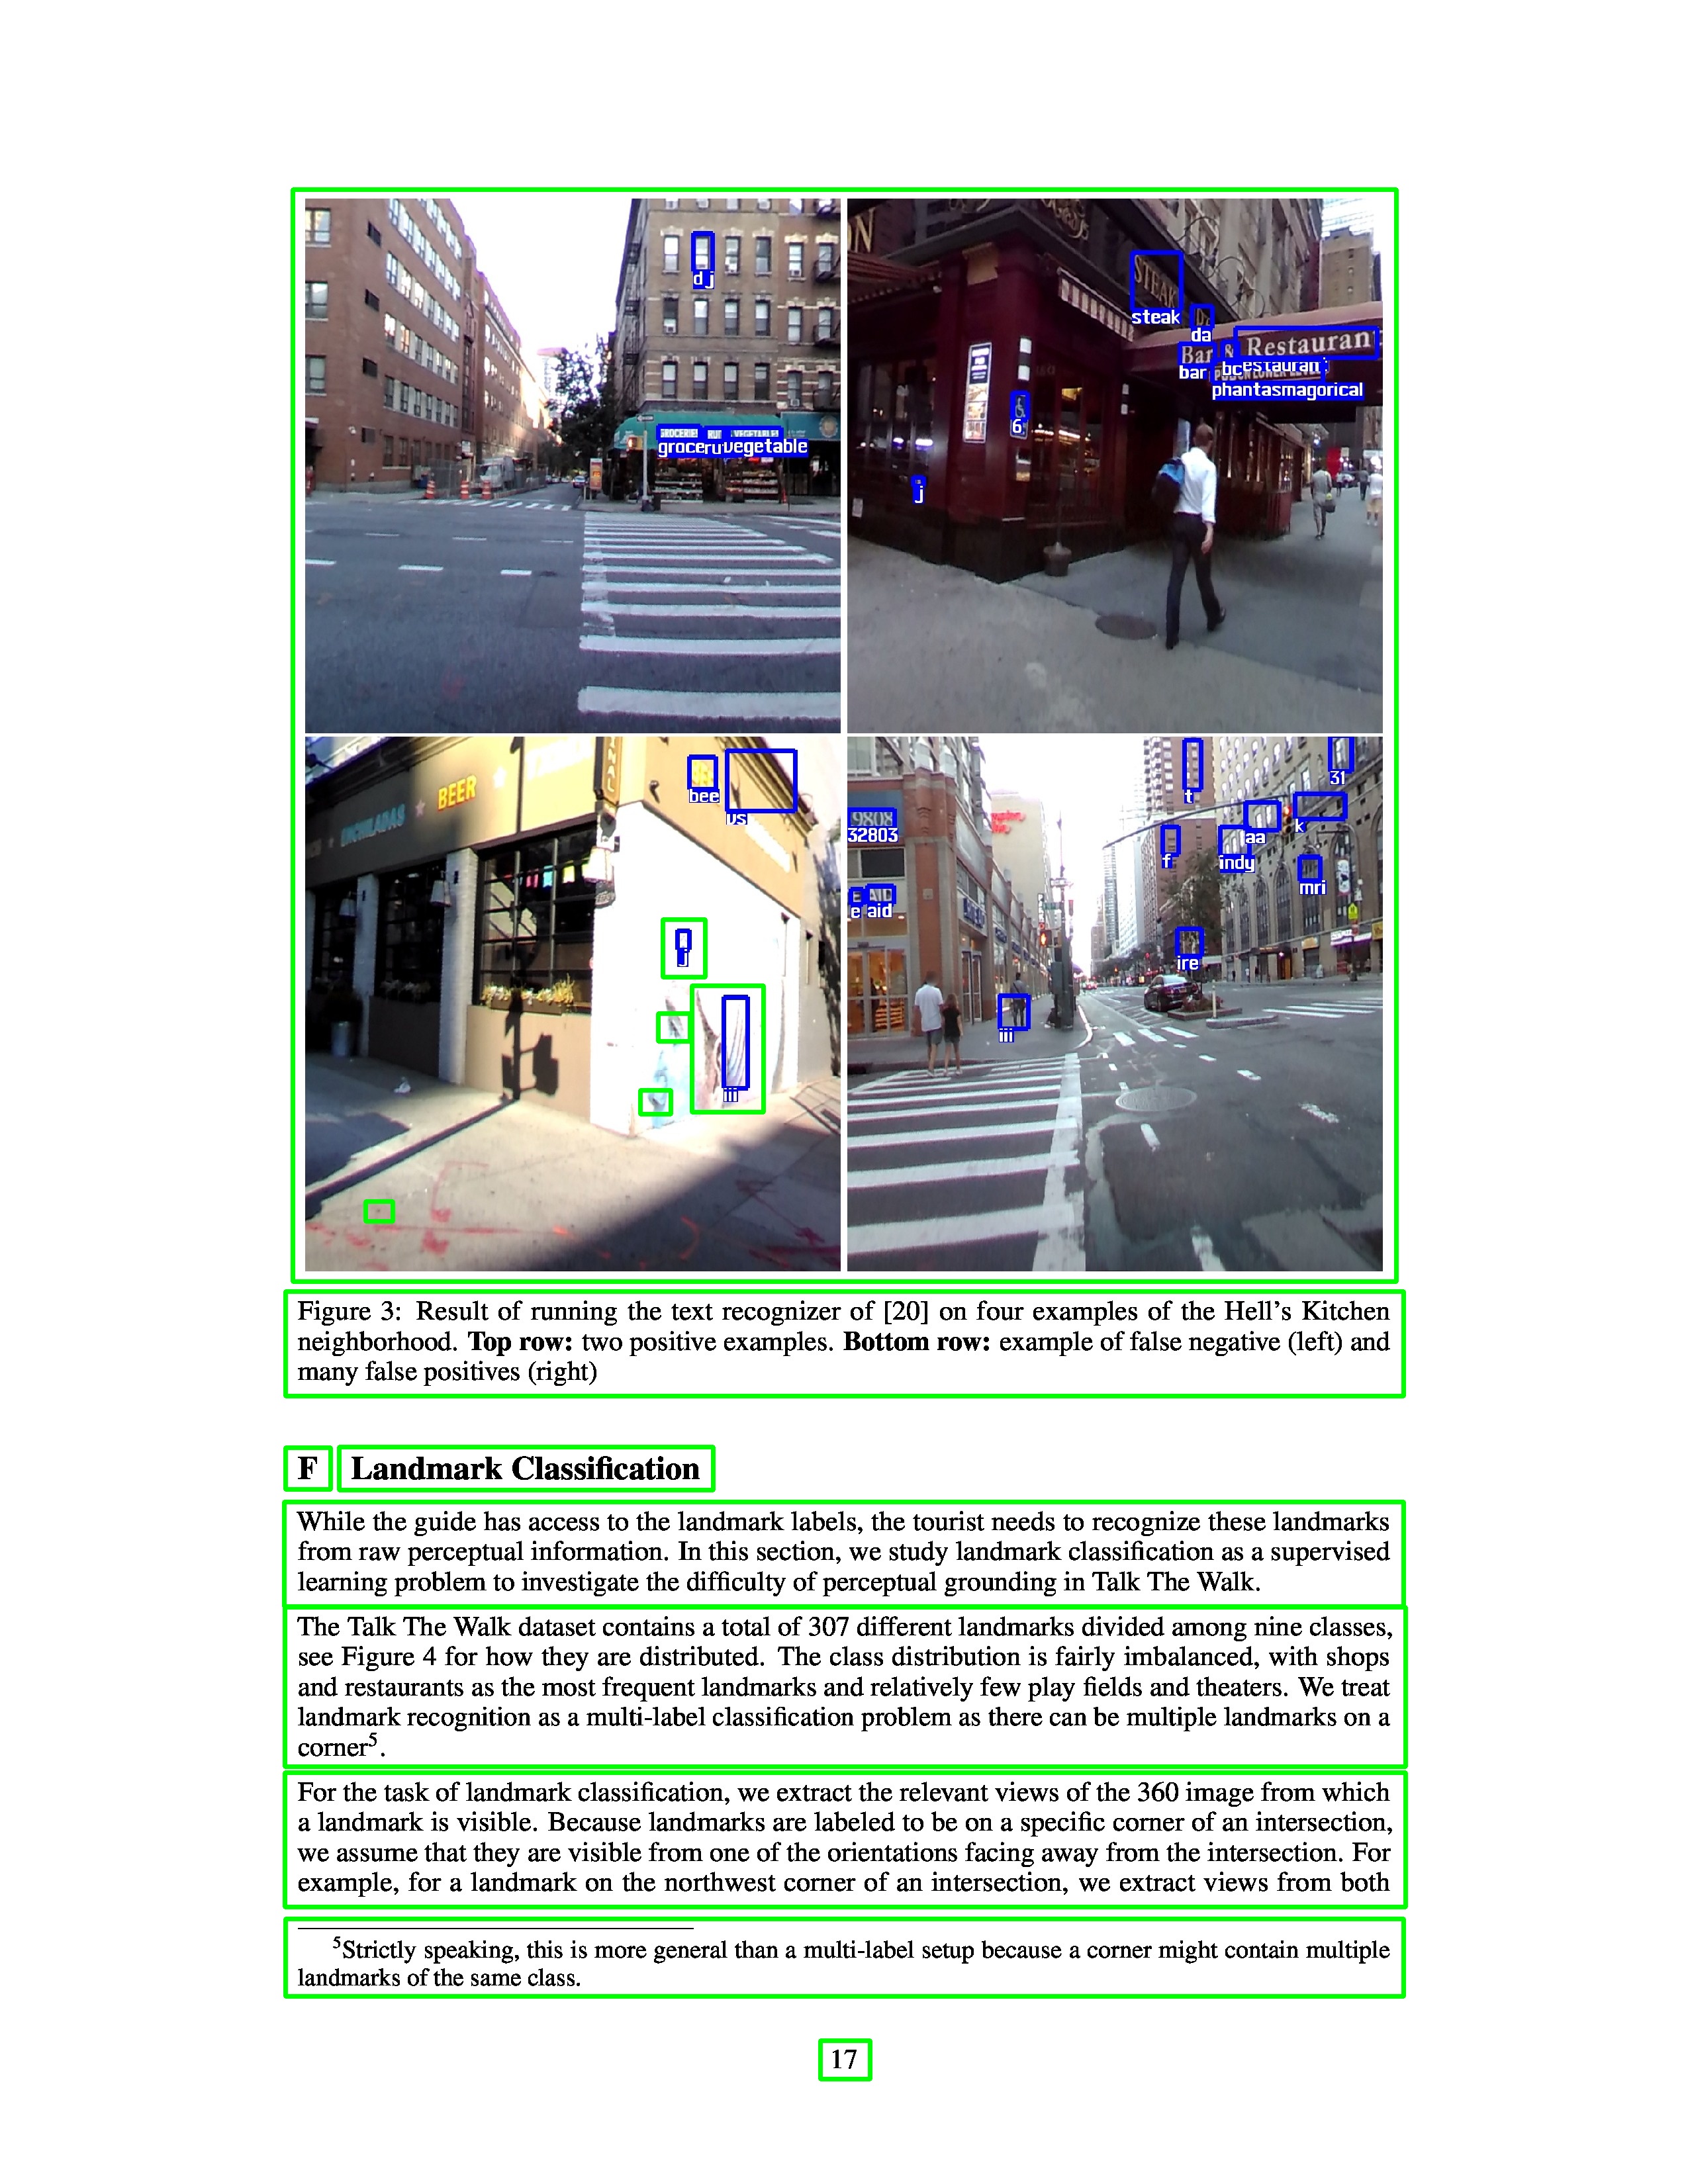 dj
GROCERIES
VEGETABLES
groceru
vegetable
STEAK
steak
da
Bar & Restauran
bar
estauran
phantasmagorical
6
j
BEER
bee
ENCHILADAS
us
j
iii
t
31
9808
32803
aa
k
f
indy
mri
E AID
e aid
ire
iii
Figure 3: Result of running the text recognizer of [20] on four examples of the Hell's Kitchen
neighborhood. Top row: two positive examples. Bottom row: example of false negative (left) and
many false positives (right)
F Landmark Classification
While the guide has access to the landmark labels, the tourist needs to recognize these landmarks
from raw perceptual information. In this section, we study landmark classification as a supervised
learning problem to investigate the difficulty of perceptual grounding in Talk The Walk.
The Talk The Walk dataset contains a total of 307 different landmarks divided among nine classes,
see Figure 4 for how they are distributed. The class distribution is fairly imbalanced, with shops
and restaurants as the most frequent landmarks and relatively few play fields and theaters. We treat
landmark recognition as a multi-label classification problem as there can be multiple landmarks on a
corner⁵.
For the task of landmark classification, we extract the relevant views of the 360 image from which
a landmark is visible. Because landmarks are labeled to be on a specific corner of an intersection,
we assume that they are visible from one of the orientations facing away from the intersection. For
example, for a landmark on the northwest corner of an intersection, we extract views from both
⁵Strictly speaking, this is more general than a multi-label setup because a corner might contain multiple
landmarks of the same class.
17